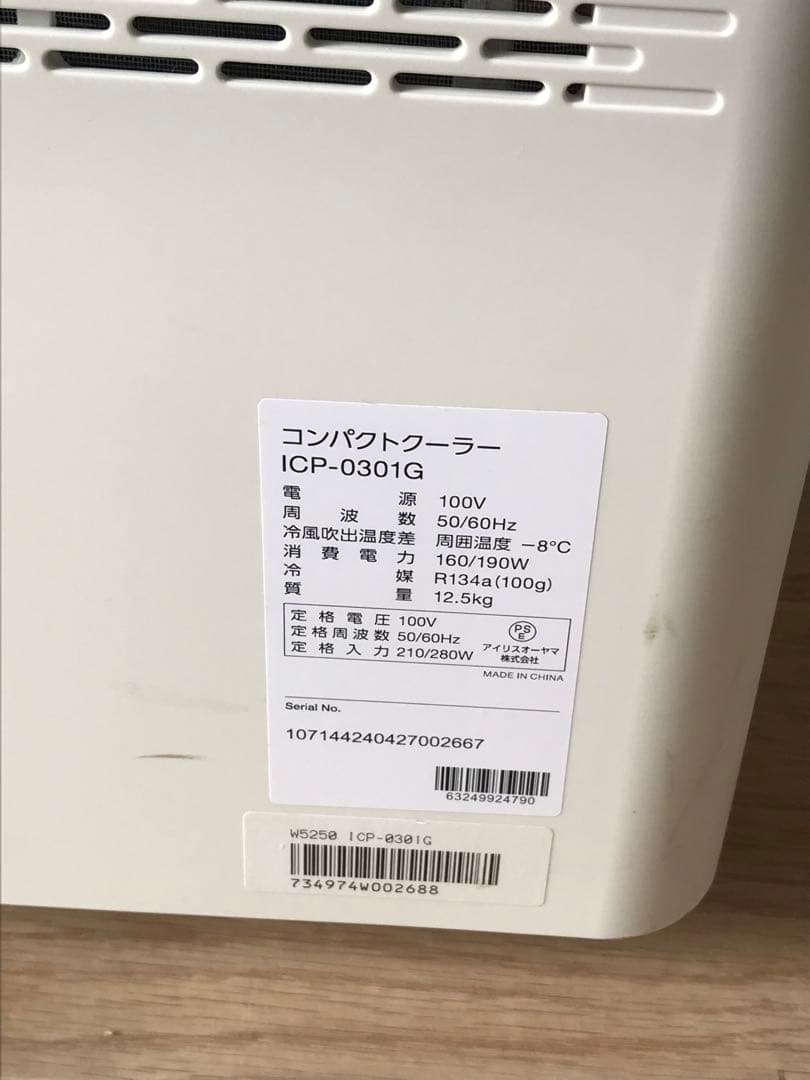 コンパクトクーラー
ICP-0301G
電源 100V
周波数 50/60Hz
冷風吹出温度差 周囲温度 −8°C
消費電力 160/190W
冷媒 R134a(100g)
質量 12.5kg
定格電圧 100V
定格周波数 50/60Hz
定格入力 210/280W
PS
E
アイリスオーヤマ
株式会社
MADE IN CHINA
Serial No.
107144240427002667
63249924790
W5250 ICP-0301G
734974W002688